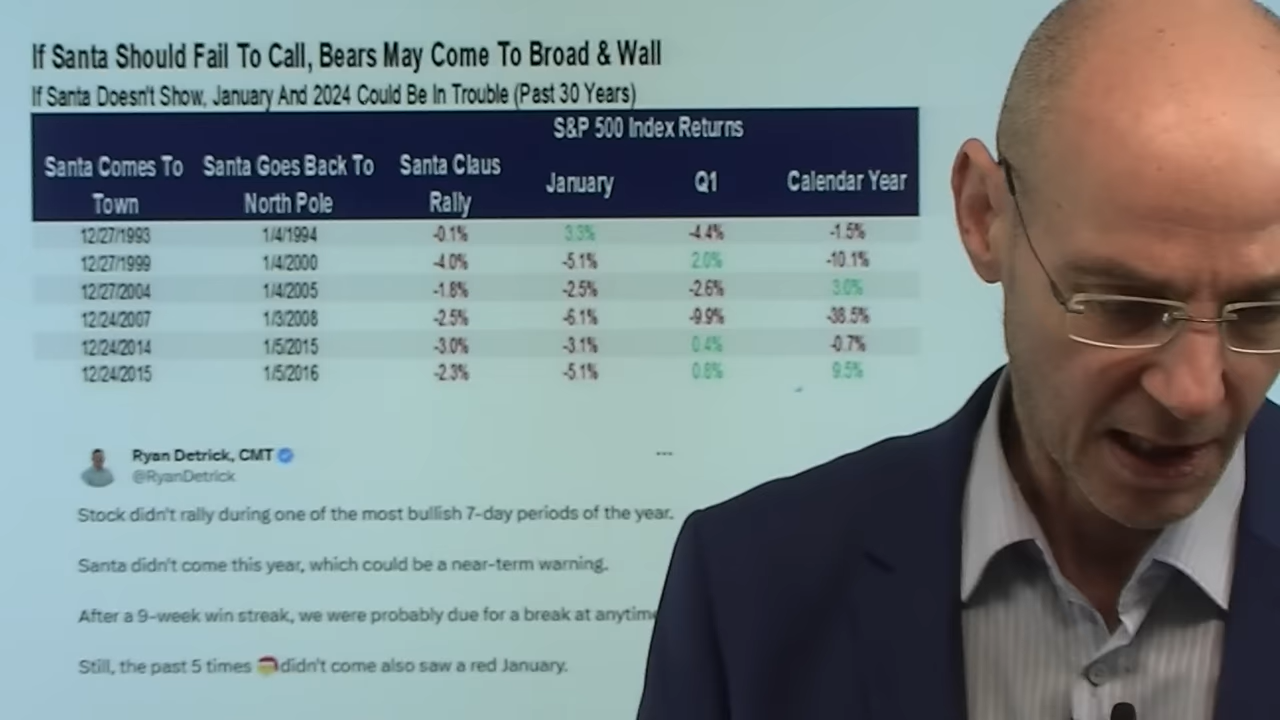 If Santa Should Fail To Call, Bears May Come To Broad & Wall
If Santa Doesn't Show, January And 2024 Could Be In Trouble (Past 30 Years)
S&P 500 Index Returns
Santa Comes To Town Santa Goes Back To North Pole Santa Claus Rally January Q1 Calendar Year
12/27/1993 1/4/1994 -0.1% 3.3% -4.4% -1.5%
12/27/1999 1/4/2000 -4.0% -5.1% 2.0% -10.1%
12/27/2004 1/4/2005 -1.8% -2.5% -2.6% 3.0%
12/24/2007 1/3/2008 -2.5% -6.1% -9.9% -38.5%
12/24/2014 1/5/2015 -3.0% -3.1% 0.4% -0.7%
12/24/2015 1/5/2016 -2.3% -5.1% 0.8% 9.5%
Ryan Detrick, CMT
@RyanDetrick
Stock didn't rally during one of the most bullish 7-day periods of the year.
Santa didn't come this year, which could be a near-term warning.
After a 9-week win streak, we were probably due for a break at anytime
Still, the past 5 times didn't come also saw a red January.